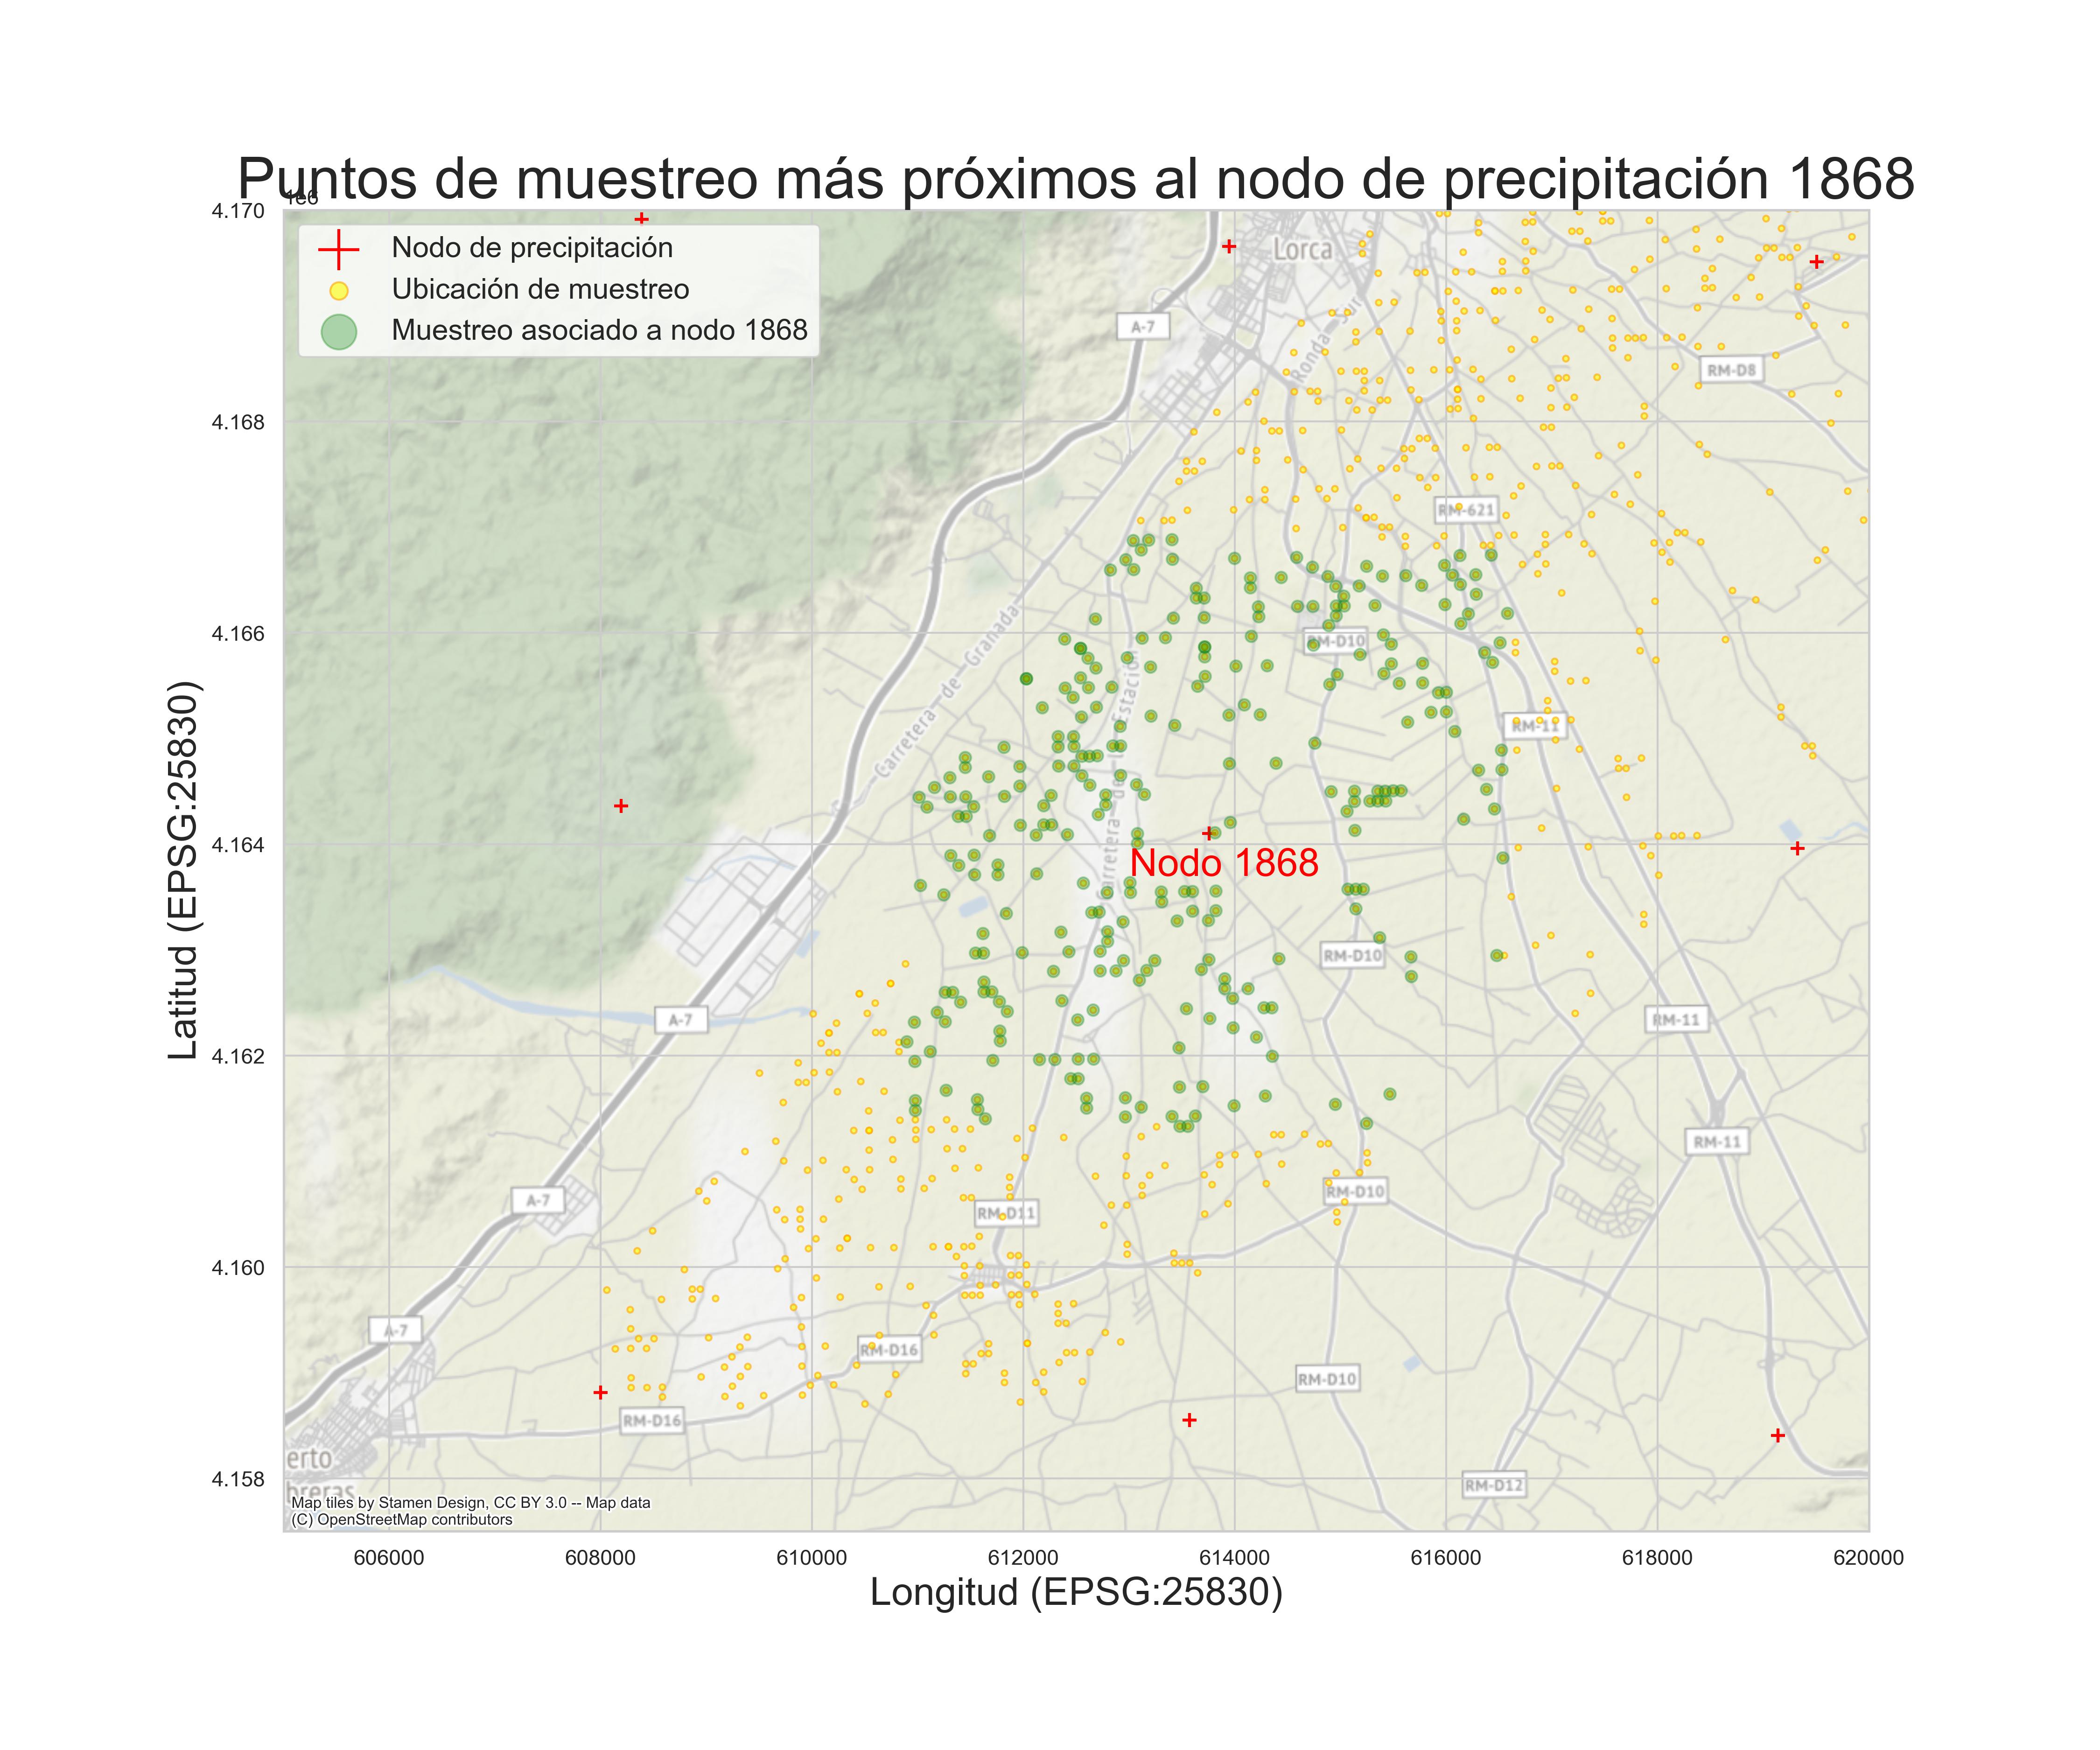 Puntos de muestreo más próximos al nodo de precipitación 1868
1e6
4.170
Nodo de precipitación
Ubicación de muestreo
Muestreo asociado a nodo 1868
Lorca
A-7
Ronda Sur
RM-D8
4.168
RM-621
4.166
Carretera de Granada
RM-D10
Carretera de la Estación
RM-11
Latitud (EPSG:25830)
4.164
Nodo 1868
RM-D10
A-7
RM-11
4.162
RM-11
A-7
RM-D10
RM-D11
4.160
A-7
RM-D16
RM-D10
RM-D16
erto
breras
4.158
RM-D12
Map tiles by Stamen Design, CC BY 3.0 -- Map data
(C) OpenStreetMap contributors
606000 608000 610000 612000 614000 616000 618000 620000
Longitud (EPSG:25830)